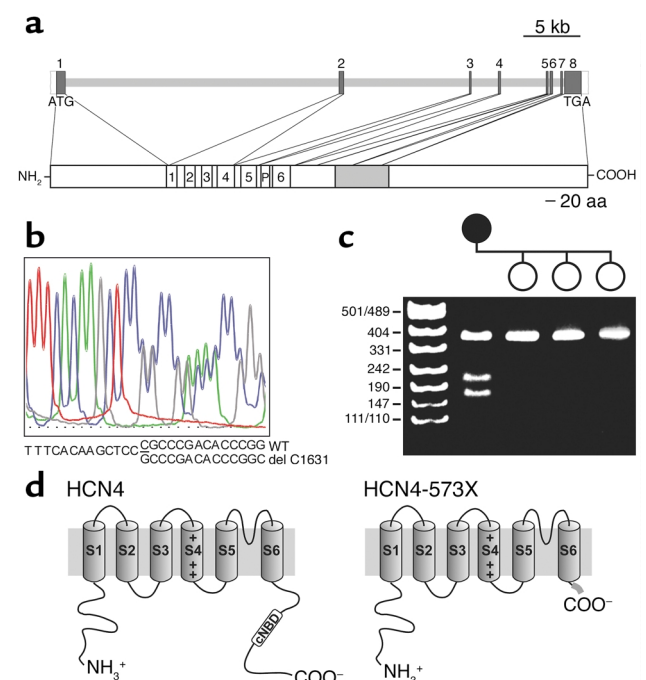 a
5 kb
1 2 3 4 5 6 7 8
ATG TGA
NH2 1 2 3 4 5 P 6 COOH
20 aa
b
TTTCACAAGCTCC CGCCCGACACCCGG WT
GCCCGACACCCGGC del C1631
c
501/489
404
331
242
190
147
111/110
d
HCN4 HCN4-573X
S1 S2 S3 + S4 + + S5 S6 S1 S2 S3 + S4 + + S5 S6
cNBD
COO−
NH3+ COO− NH3+